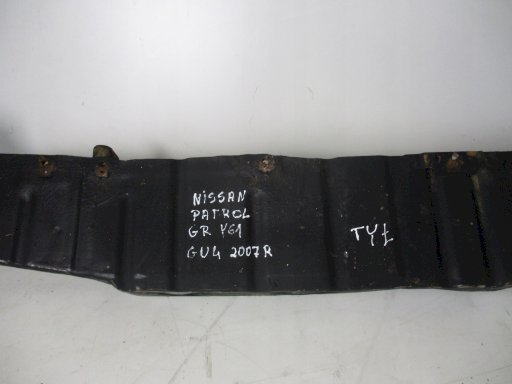 NISSAN
PATROL
GR Y61
GU4 2007R
TYŁ